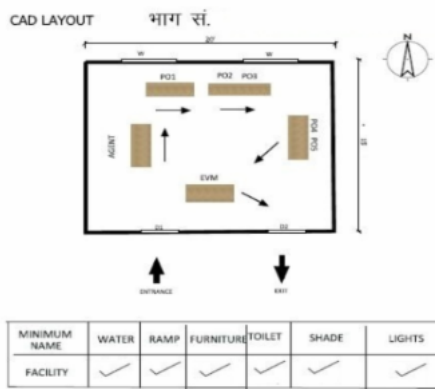 CAD LAYOUT भाग सं.
20'
N
W W
PO1 PO2 PO3
AGENT
PO4 PO5
EVM
D1 D2
ENTRANCE EXIT
MINIMUM NAME WATER RAMP FURNITURE TOILET SHADE LIGHTS
FACILITY